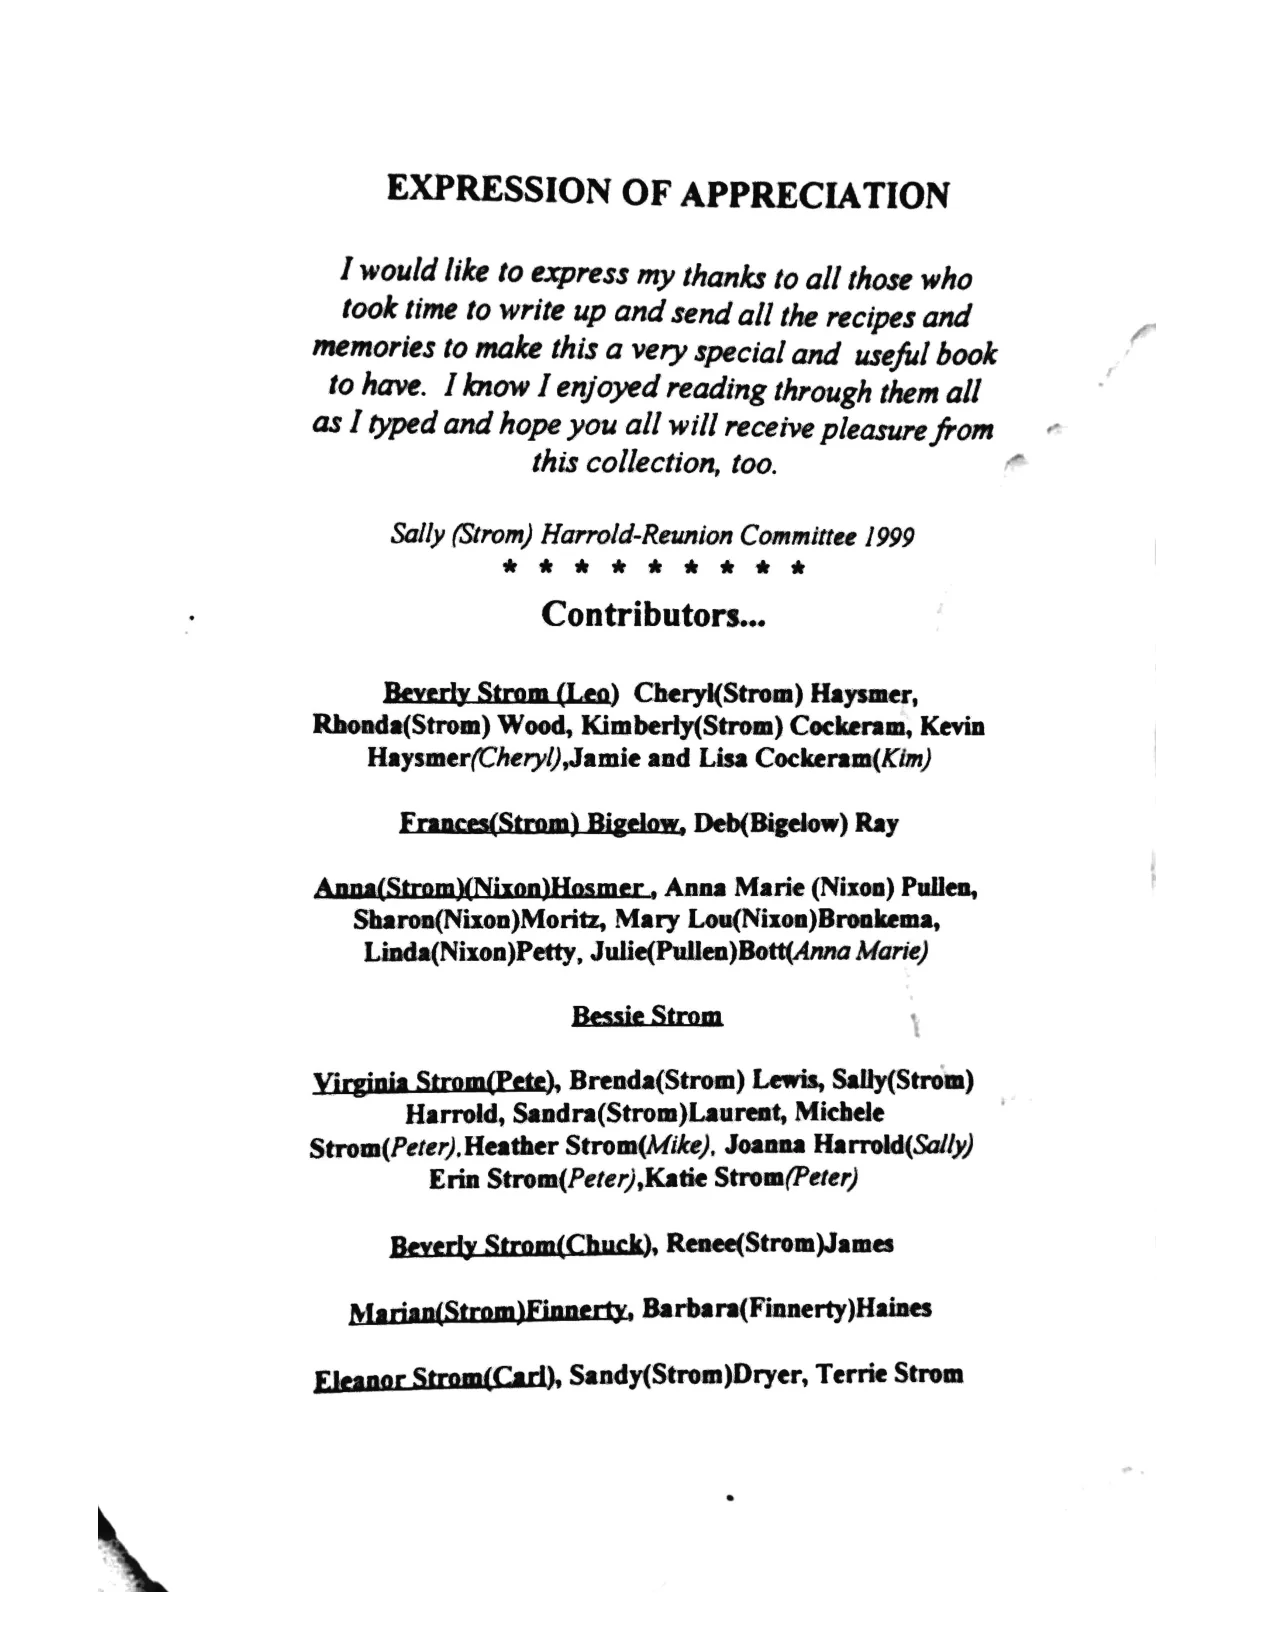 EXPRESSION OF APPRECIATION
I would like to express my thanks to all those who
took time to write up and send all the recipes and
memories to make this a very special and useful book
to have. I know I enjoyed reading through them all
as I typed and hope you all will receive pleasure from
this collection, too.
Sally (Strom) Harrold-Reunion Committee 1999
* * * * * * * * *
Contributors...
Beverly Strom (Leo) Cheryl(Strom) Haysmer,
Rhonda(Strom) Wood, Kimberly(Strom) Cockeram, Kevin
Haysmer(Cheryl),Jamie and Lisa Cockeram(Kim)
Frances(Strom) Bigelow, Deb(Bigelow) Ray
Anna(Strom)(Nixon)Hosmer , Anna Marie (Nixon) Pullen,
Sharon(Nixon)Moritz, Mary Lou(Nixon)Bronkema,
Linda(Nixon)Petty, Julie(Pullen)Bott(Anna Marie)
Bessie Strom
Virginia Strom(Pete), Brenda(Strom) Lewis, Sally(Strom)
Harrold, Sandra(Strom)Laurent, Michele
Strom(Peter),Heather Strom(Mike), Joanna Harrold(Sally)
Erin Strom(Peter),Katie Strom(Peter)
Beverly Strom(Chuck), Renee(Strom)James
Marian(Strom)Finnerty, Barbara(Finnerty)Haines
Eleanor Strom(Carl), Sandy(Strom)Dryer, Terrie Strom